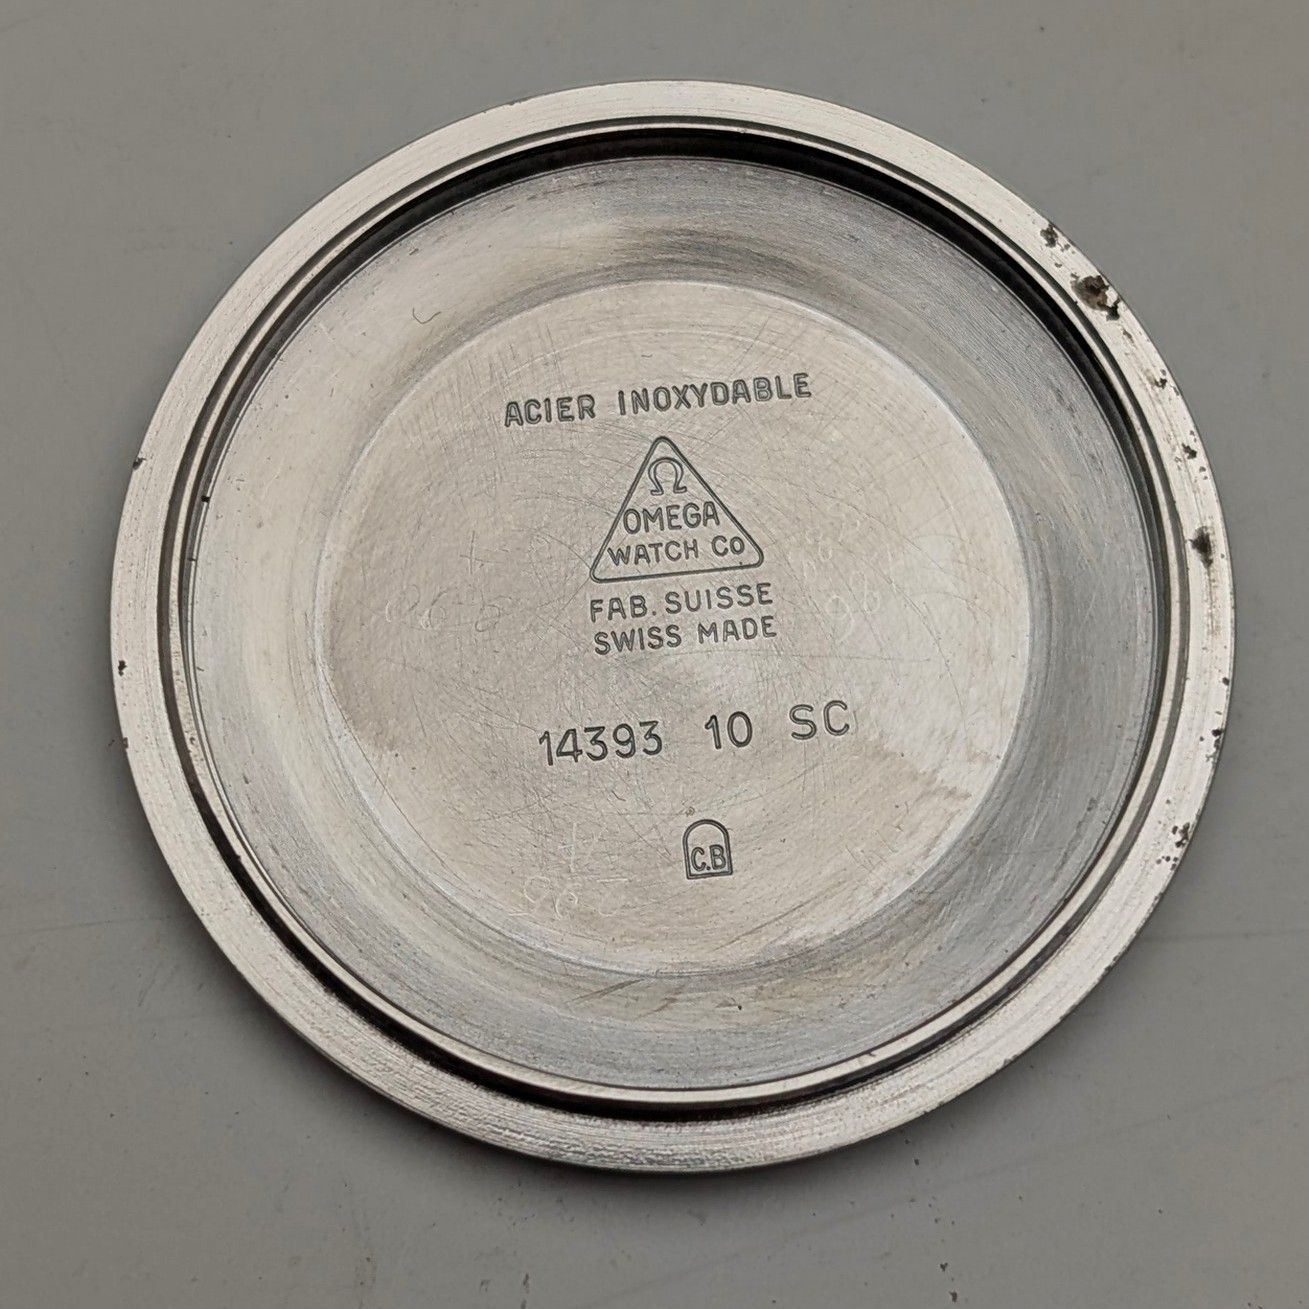 ACIER INOXYDABLE
Ω
OMEGA
WATCH CO
FAB. SUISSE
SWISS MADE
14393 10 SC
C.B